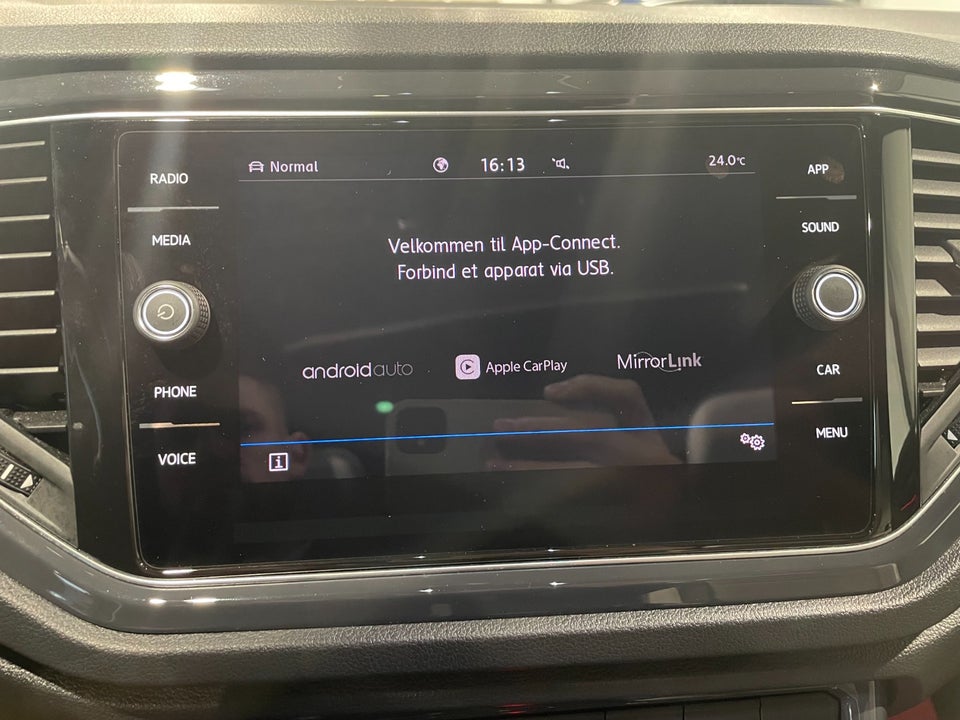 RADIO
MEDIA
PHONE
VOICE
Normal
16:13
24.0°C
Velkommen til App-Connect.
Forbind et apparat via USB.
androidauto
Apple CarPlay
MirrorLink
i
APP
SOUND
CAR
MENU